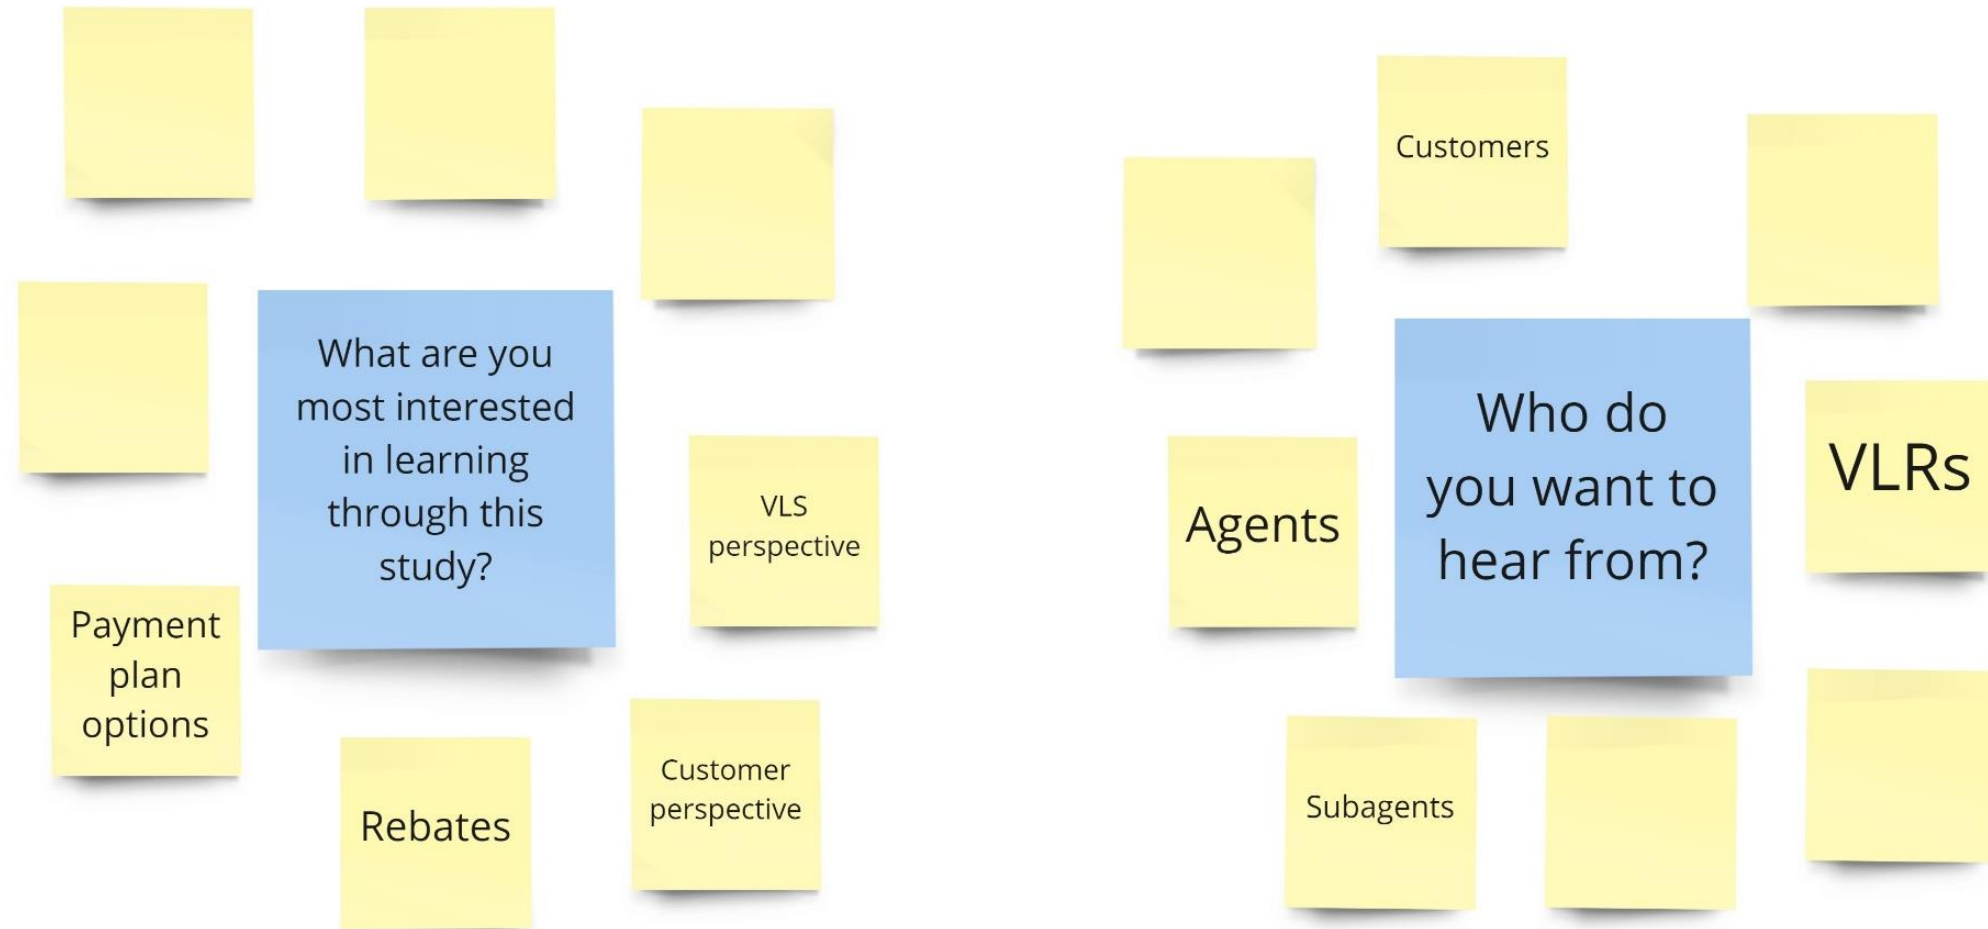 What are you
most interested
in learning
through this
study?
VLS
perspective
Payment
plan
options
Customer
perspective
Rebates
Customers
Who do
you want to
hear from?
VLRs
Agents
Subagents